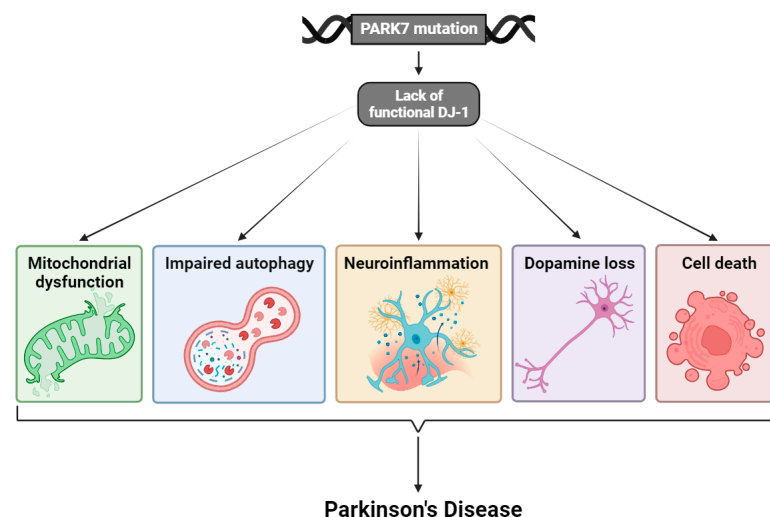 PARK7 mutation
Lack of
functional DJ-1
Mitochondrial
dysfunction
Impaired autophagy
Neuroinflammation
Dopamine loss
Cell death
Parkinson's Disease